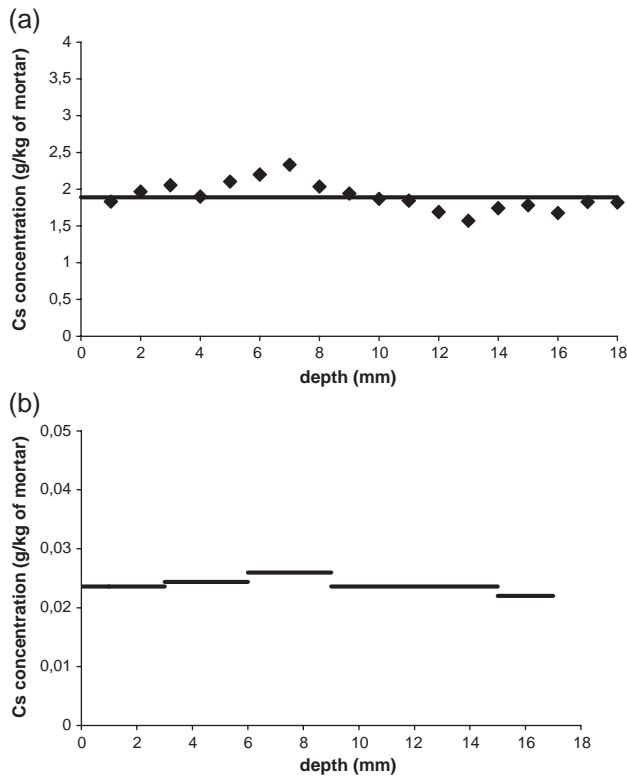 (a)
Cs concentration (g/kg of mortar)
4
3,5
3
2,5
2
1,5
1
0,5
0
0 2 4 6 8 10 12 14 16 18
depth (mm)
(b)
Cs concentration (g/kg of mortar)
0,05
0,04
0,03
0,02
0,01
0
0 2 4 6 8 10 12 14 16 18
depth (mm)